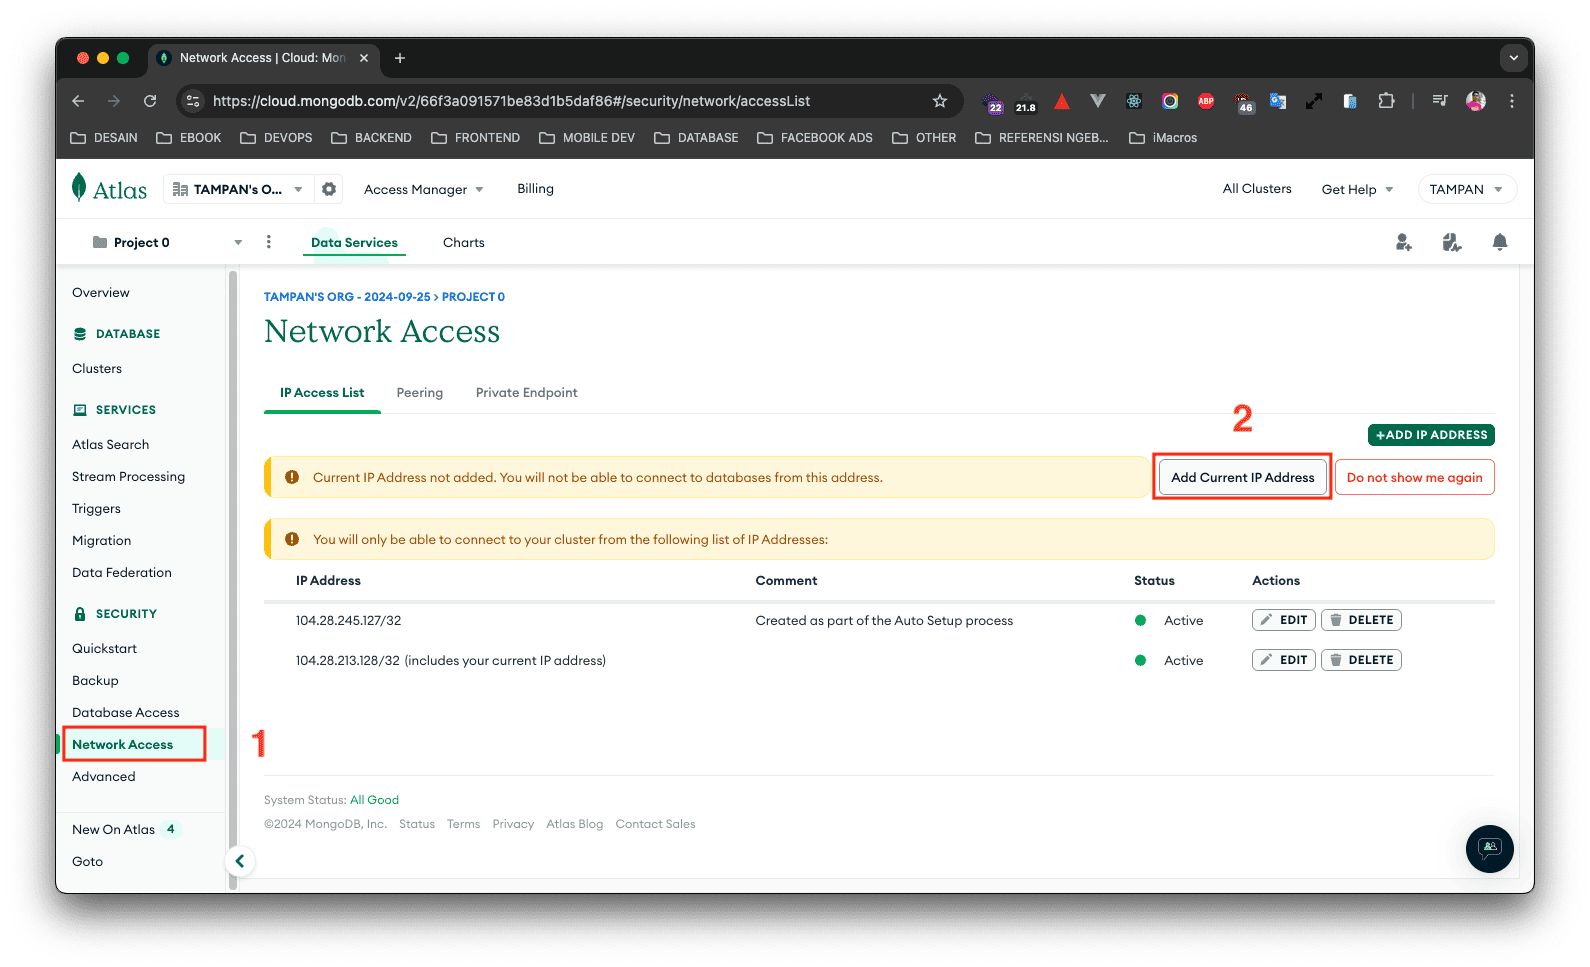 Network Access | Cloud: Mon
https://cloud.mongodb.com/v2/66f3a091571be83d1b5daf86#/security/network/accessList
22
21.8
ABP
46
DESAIN EBOOK DEVOPS BACKEND FRONTEND MOBILE DEV DATABASE FACEBOOK ADS OTHER REFERENSI NGEB... iMacros
Atlas
TAMPAN'S O...
Access Manager
Billing
All Clusters
Get Help
TAMPAN
Project 0
Data Services
Charts
Overview
DATABASE
Clusters
SERVICES
Atlas Search
Stream Processing
Triggers
Migration
Data Federation
SECURITY
Quickstart
Backup
Database Access
Network Access
1
Advanced
New On Atlas 4
Goto
TAMPAN'S ORG - 2024-09-25 > PROJECT 0
Network Access
IP Access List Peering Private Endpoint
2
+ADD IP ADDRESS
Current IP Address not added. You will not be able to connect to databases from this address.
Add Current IP Address
Do not show me again
You will only be able to connect to your cluster from the following list of IP Addresses:
IP Address Comment Status Actions
104.28.245.127/32 Created as part of the Auto Setup process Active EDIT DELETE
104.28.213.128/32 (includes your current IP address) Active EDIT DELETE
System Status: All Good
©2024 MongoDB, Inc. Status Terms Privacy Atlas Blog Contact Sales